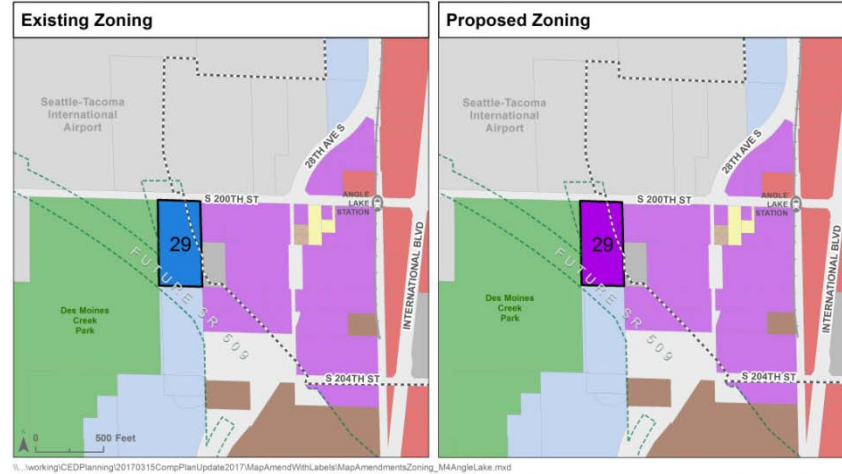 Existing Zoning
Seattle-Tacoma
International
Airport
28TH AVE S
S 200TH ST
ANGLE
LAKE
STATION
29
FUTURE SR 509
Des Moines
Creek
Park
INTERNATIONAL BLVD
S 204TH ST
0 500 Feet
Proposed Zoning
Seattle-Tacoma
International
Airport
28TH AVE S
S 200TH ST
ANGLE
LAKE
STATION
29
FUTURE SR 509
Des Moines
Creek
Park
INTERNATIONAL BLVD
S 204TH ST
\\...\working\CEDPlanning\20170315CompPlanUpdate2017\MapAmendWithLabels\MapAmendmentsZoning_M4AngleLake.mxd